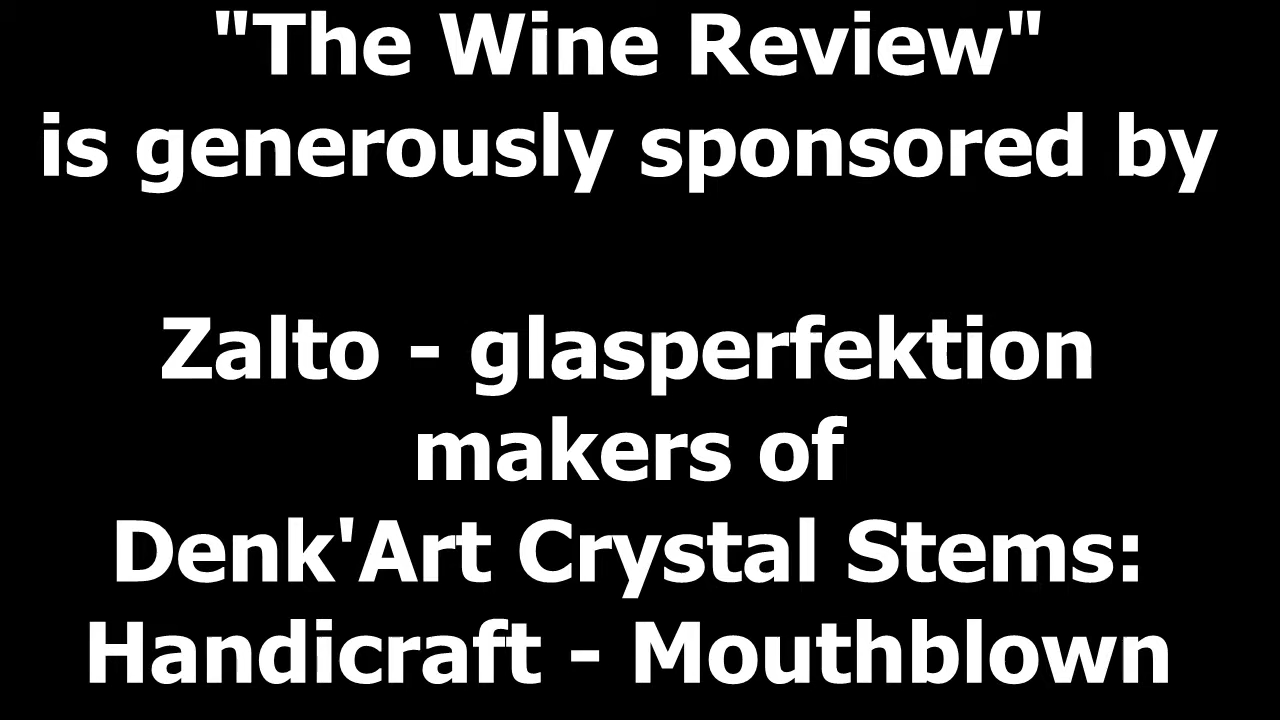 "The Wine Review"
is generously sponsored by
Zalto - glasperfektion
makers of
Denk'Art Crystal Stems:
Handicraft - Mouthblown